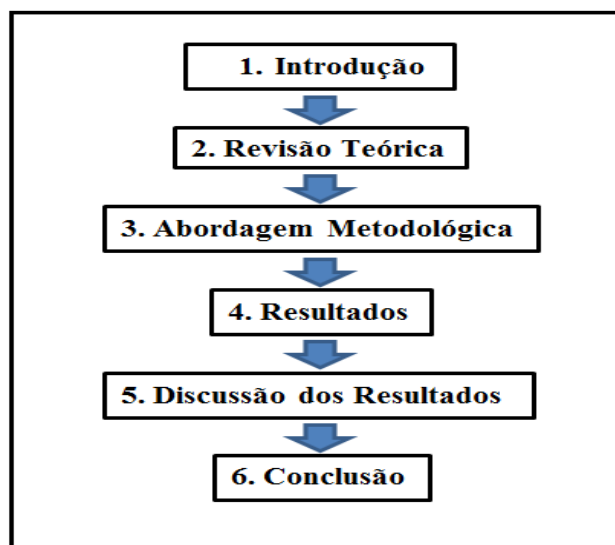 1. Introdução
2. Revisão Teórica
3. Abordagem Metodológica
4. Resultados
5. Discussão dos Resultados
6. Conclusão